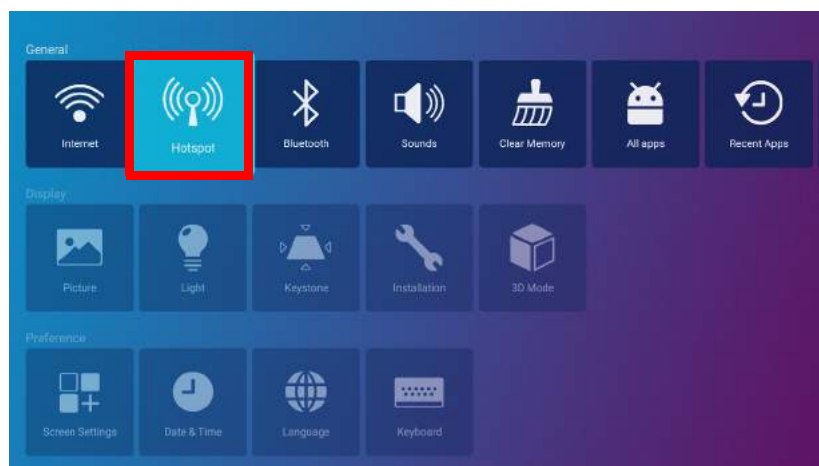 General
Internet
Hotspot
Bluetooth
Sounds
Clear Memory
All apps
Recent Apps
Display
Picture
Light
Keystone
Installation
3D Mode
Preference
Screen Settings
Date & Time
Language
Keyboard